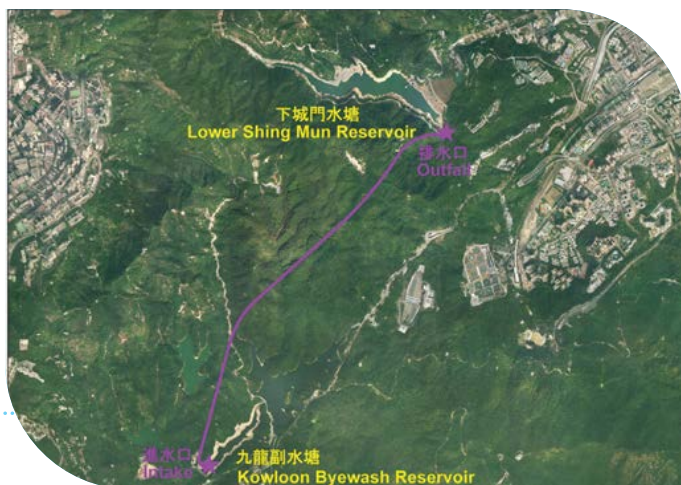 下城門水塘
Lower Shing Mun Reservoir
排水口
Outfall
進水口
Intake
九龍副水塘
Kowloon Byewash Reservoir